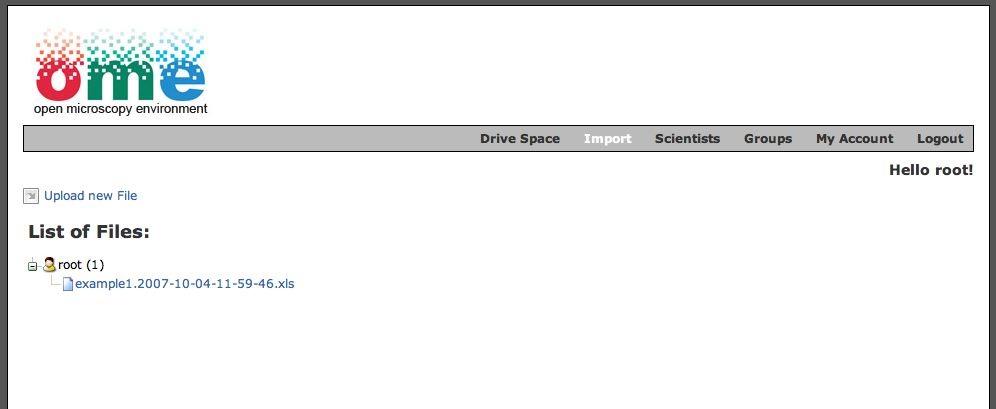 ome
open microscopy environment
Drive Space Import Scientists Groups My Account Logout
Hello root!
Upload new File
List of Files:
root (1)
example1.2007-10-04-11-59-46.xls